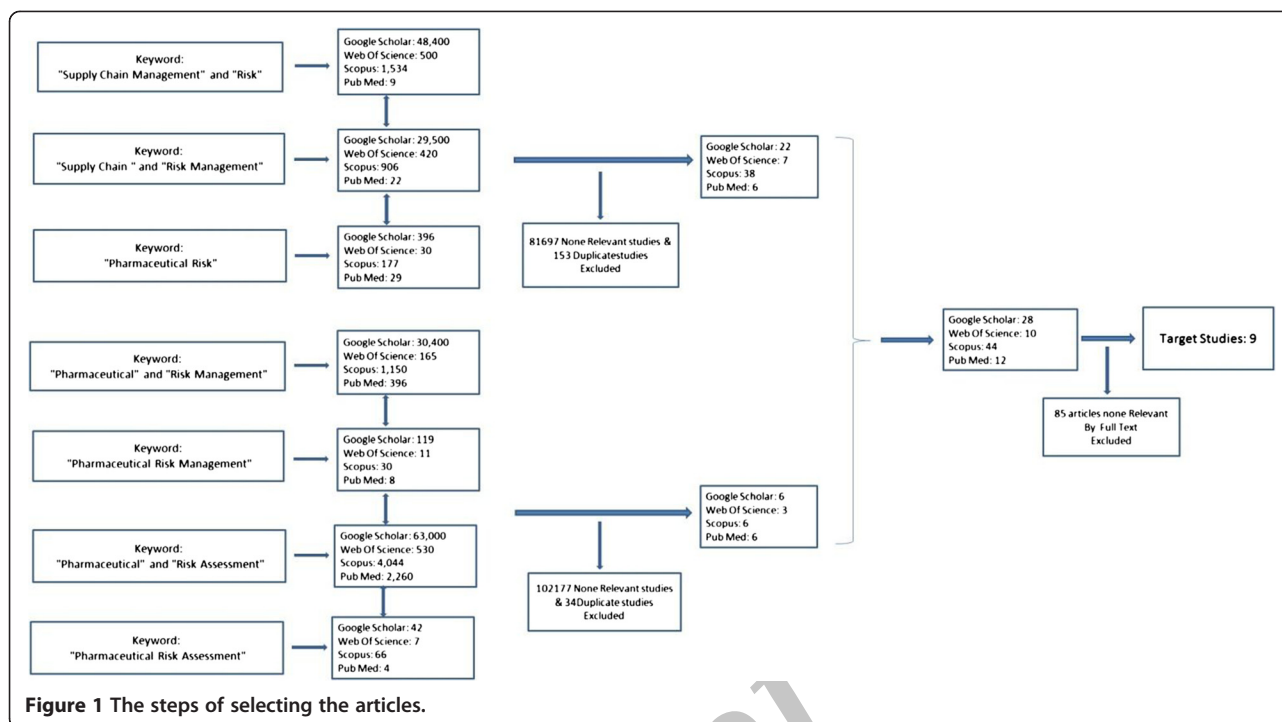 Keyword:
"Supply Chain Management" and "Risk"
Google Scholar: 48,400
Web Of Science: 500
Scopus: 1,534
Pub Med: 9
Keyword:
"Supply Chain " and "Risk Management"
Google Scholar: 29,500
Web Of Science: 420
Scopus: 906
Pub Med: 22
Keyword:
"Pharmaceutical Risk"
Google Scholar: 396
Web Of Science: 30
Scopus: 177
Pub Med: 29
81697 None Relevant studies &
153 Duplicatestudies
Excluded
Google Scholar: 22
Web Of Science: 7
Scopus: 38
Pub Med: 6
Keyword:
"Pharmaceutical" and "Risk Management"
Google Scholar: 30,400
Web Of Science: 165
Scopus: 1,150
Pub Med: 396
Keyword:
"Pharmaceutical Risk Management"
Google Scholar: 119
Web Of Science: 11
Scopus: 30
Pub Med: 8
Keyword:
"Pharmaceutical" and "Risk Assessment"
Google Scholar: 63,000
Web Of Science: 530
Scopus: 4,044
Pub Med: 2,260
Keyword:
"Pharmaceutical Risk Assessment"
Google Scholar: 42
Web Of Science: 7
Scopus: 66
Pub Med: 4
102177 None Relevant studies
& 34Duplicate studies
Excluded
Google Scholar: 6
Web Of Science: 3
Scopus: 6
Pub Med: 6
Google Scholar: 28
Web Of Science: 10
Scopus: 44
Pub Med: 12
85 articles none Relevant
By Full Text
Excluded
Target Studies: 9
Figure 1 The steps of selecting the articles.